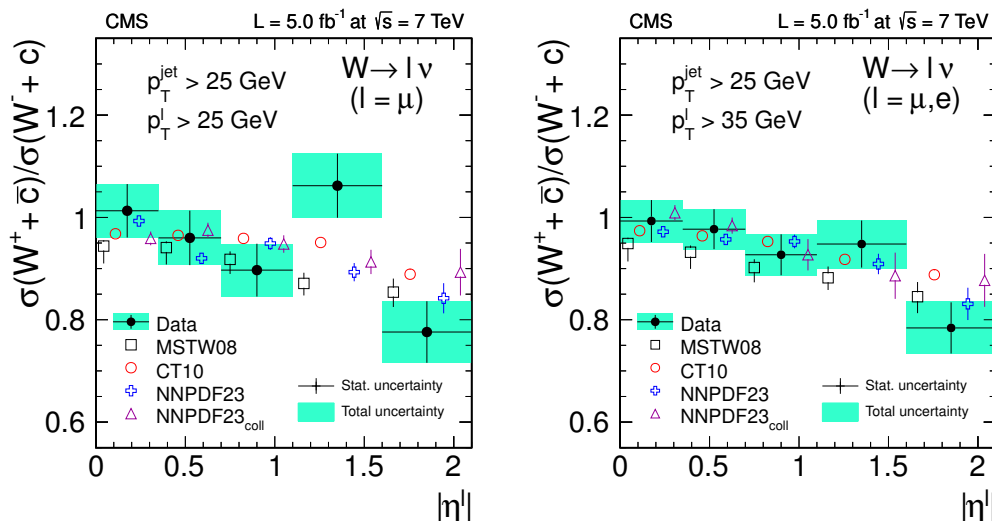 CMS L = 5.0 fb⁻¹ at √s = 7 TeV
σ(W⁺ + c̄)/σ(W⁻ + c)
p_T^jet > 25 GeV
p_T^l > 25 GeV
W → l ν
(l = μ)
1.2
1
0.8
0.6
Data
MSTW08
CT10
NNPDF23
NNPDF23_coll
Stat. uncertainty
Total uncertainty
0 0.5 1 1.5 2
|η^l|
CMS L = 5.0 fb⁻¹ at √s = 7 TeV
σ(W⁺ + c̄)/σ(W⁻ + c)
p_T^jet > 25 GeV
p_T^l > 35 GeV
W → l ν
(l = μ,e)
1.2
1
0.8
0.6
Data
MSTW08
CT10
NNPDF23
NNPDF23_coll
Stat. uncertainty
Total uncertainty
0 0.5 1 1.5 2
|η^l|